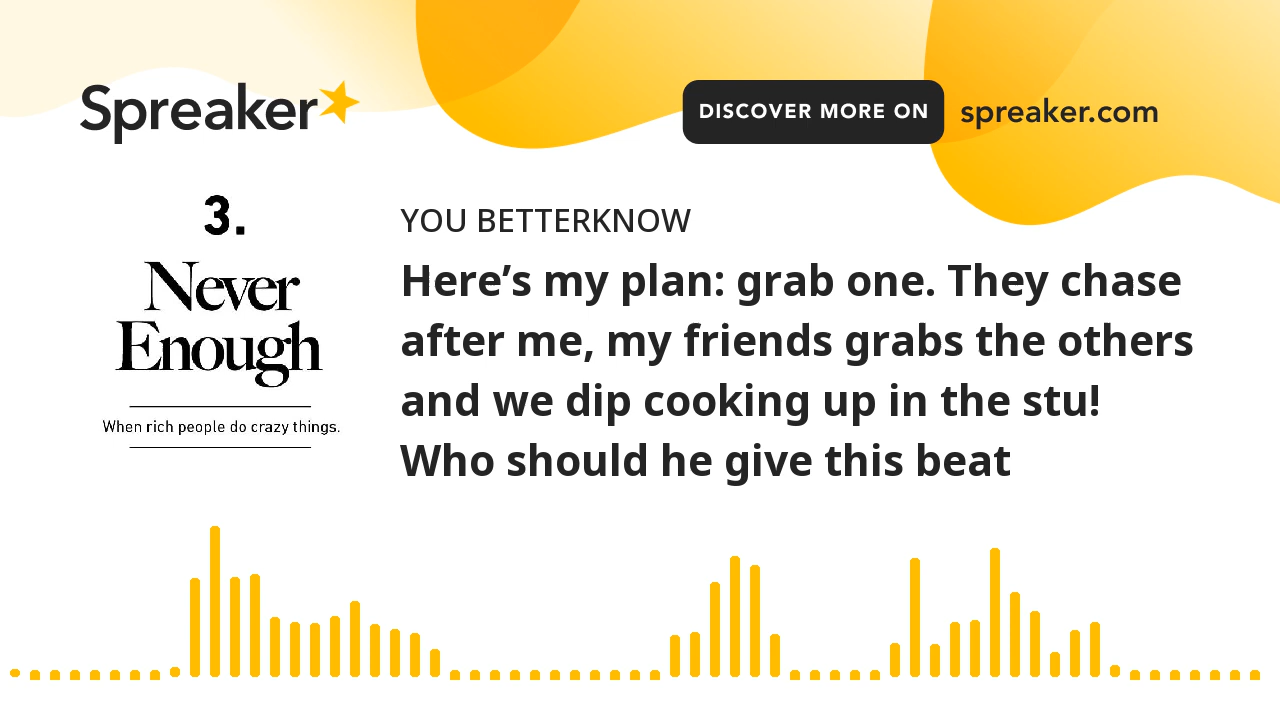 Spreaker
DISCOVER MORE ON
spreaker.com
3.
Never
Enough
When rich people do crazy things.
YOU BETTERKNOW
Here’s my plan: grab one. They chase
after me, my friends grabs the others
and we dip cooking up in the stu!
Who should he give this beat